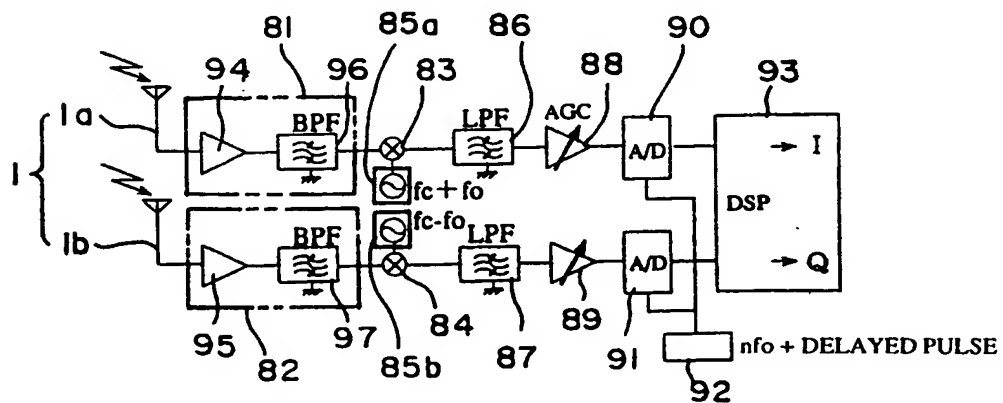 81
85a
86
90
94
96
83
88
93
1a
BPF
LPF
AGC
A/D
I
1
fc+fo
DSP
fc-fo
1b
BPF
LPF
A/D
Q
95
97
84
89
82
85b
87
91
nfo + DELAYED PULSE
92